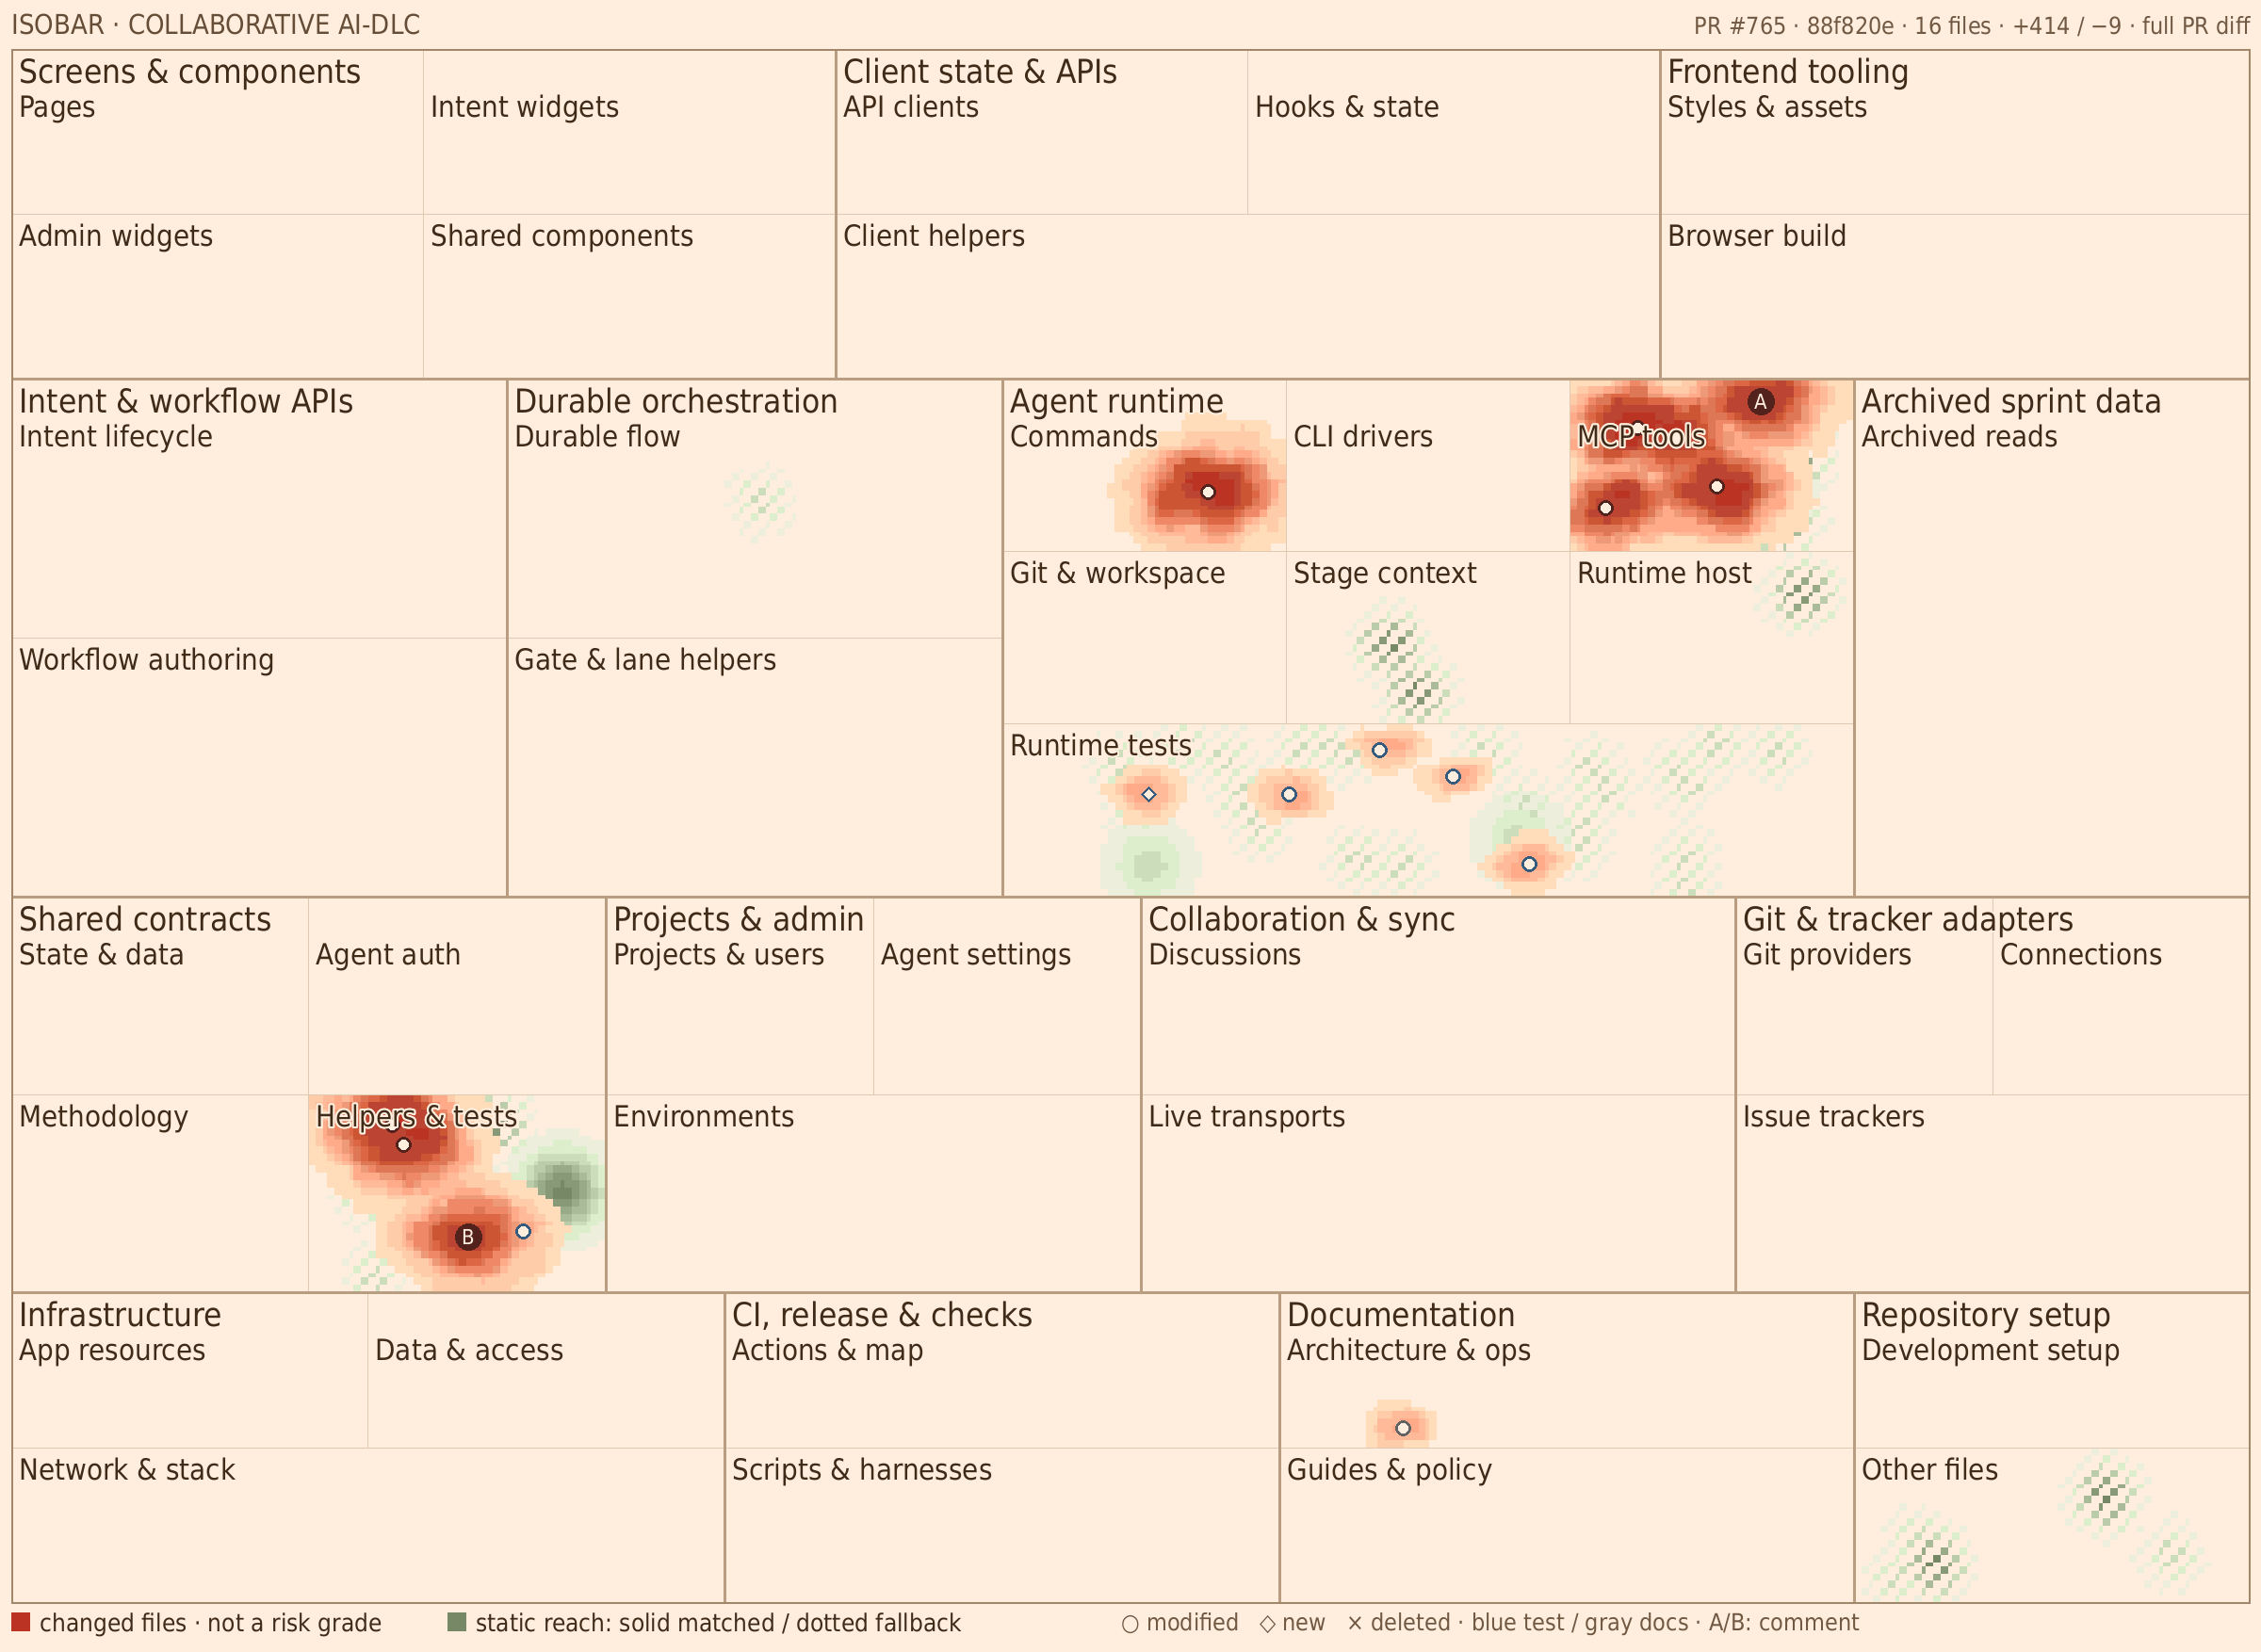 ISOBAR · COLLABORATIVE AI-DLC
PR #765 · 88f820e · 16 files · +414 / −9 · full PR diff
Screens & components
Pages
Intent widgets
Admin widgets
Shared components
Client state & APIs
API clients
Hooks & state
Client helpers
Frontend tooling
Styles & assets
Browser build
Intent & workflow APIs
Intent lifecycle
Workflow authoring
Durable orchestration
Durable flow
Gate & lane helpers
Agent runtime
Commands
CLI drivers
MCP tools
A
Git & workspace
Stage context
Runtime host
Runtime tests
Archived sprint data
Archived reads
Shared contracts
State & data
Agent auth
Methodology
Helpers & tests
B
Projects & admin
Projects & users
Agent settings
Environments
Collaboration & sync
Discussions
Live transports
Git & tracker adapters
Git providers
Connections
Issue trackers
Infrastructure
App resources
Data & access
Network & stack
CI, release & checks
Actions & map
Scripts & harnesses
Documentation
Architecture & ops
Guides & policy
Repository setup
Development setup
Other files
changed files · not a risk grade
static reach: solid matched / dotted fallback
○ modified ◇ new × deleted · blue test / gray docs · A/B: comment